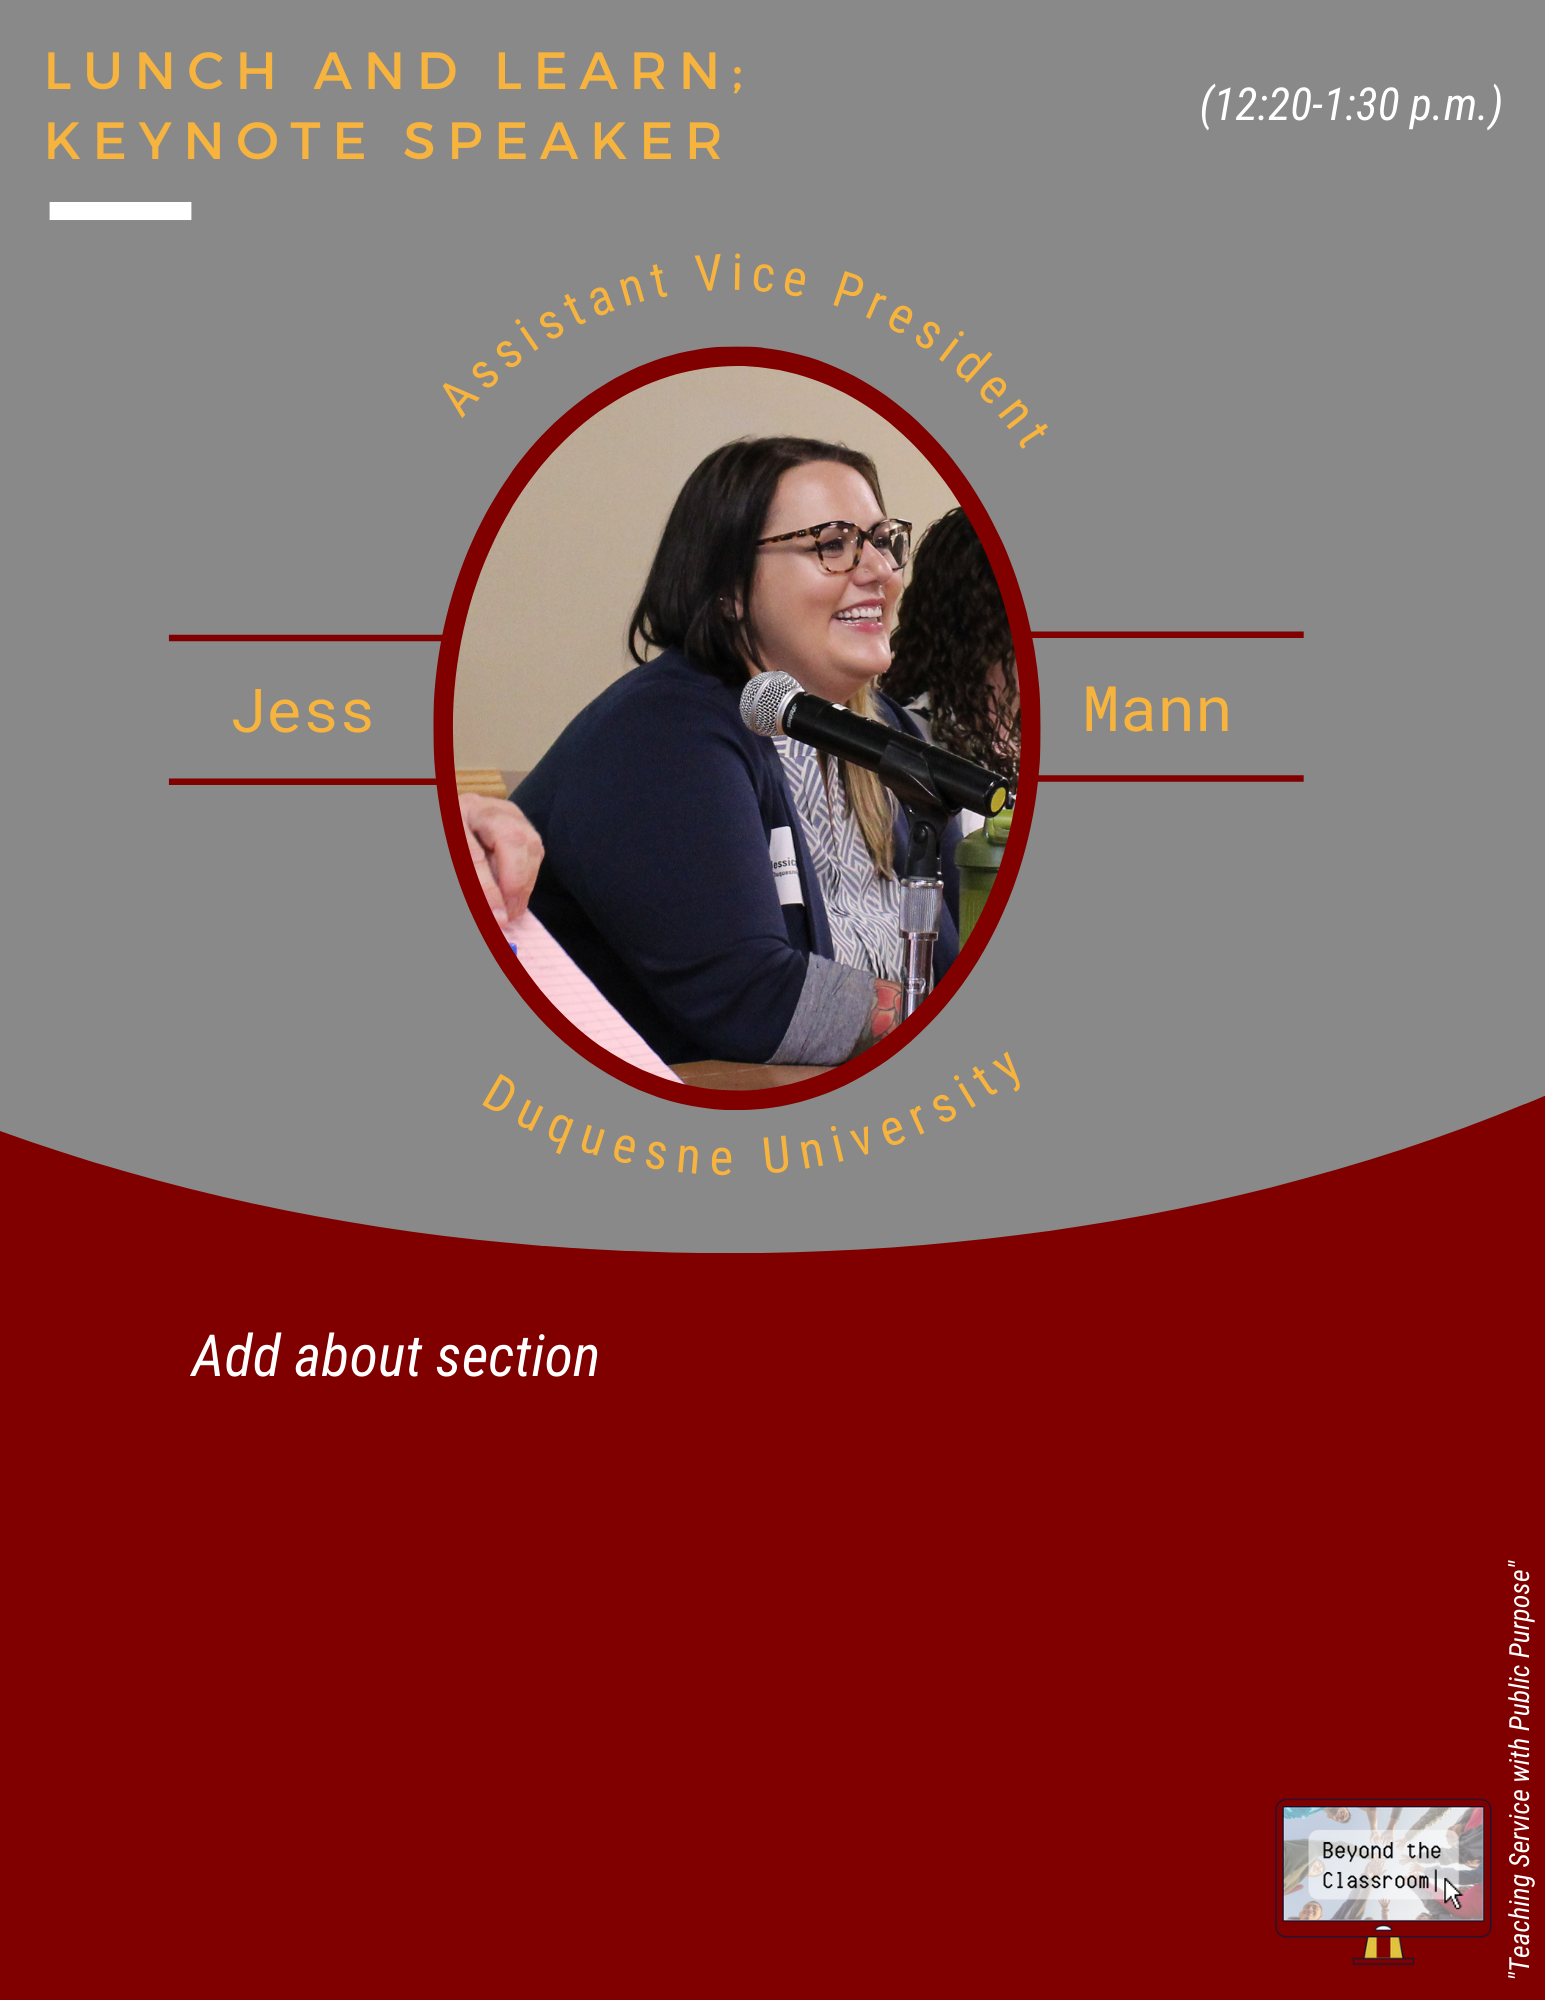 LUNCH AND LEARN;
KEYNOTE SPEAKER
(12:20-1:30 p.m.)
Assistant Vice President
Jess
Mann
Duquesne University
Add about section
"Teaching Service with Public Purpose"
Beyond the
Classroom|